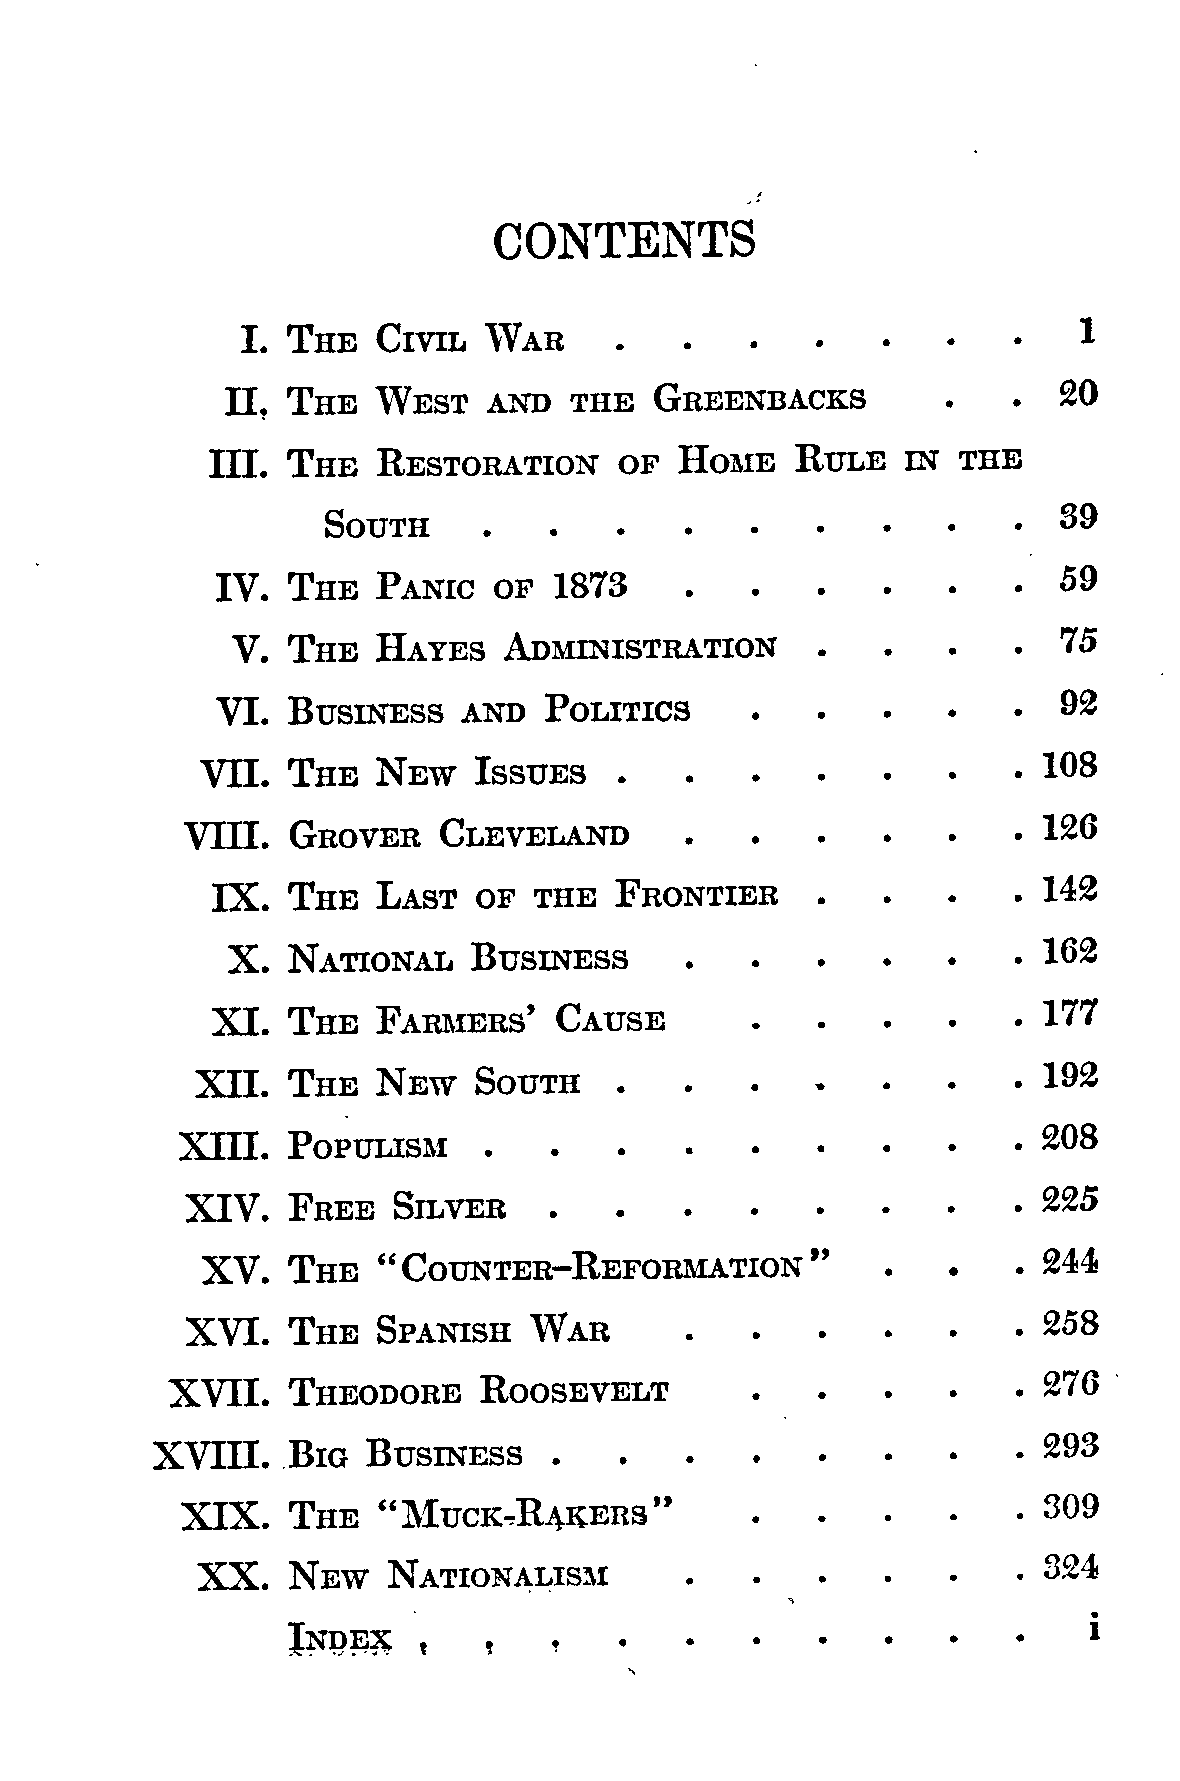 CONTENTS
I. The Civil War . . . . . . . 1
II. The West and the Greenbacks . . 20
III. The Restoration of Home Rule in the
South . . . . . . . . . 39
IV. The Panic of 1873 . . . . . . 59
V. The Hayes Administration . . . . 75
VI. Business and Politics . . . . . 92
VII. The New Issues . . . . . . . 108
VIII. Grover Cleveland . . . . . . 126
IX. The Last of the Frontier . . . . 142
X. National Business . . . . . . 162
XI. The Farmers' Cause . . . . . 177
XII. The New South . . . . . . . 192
XIII. Populism . . . . . . . . . 208
XIV. Free Silver . . . . . . . . 225
XV. The "Counter-Reformation" . . . 244
XVI. The Spanish War . . . . . . 258
XVII. Theodore Roosevelt . . . . . 276
XVIII. Big Business . . . . . . . . 293
XIX. The "Muck-Rakers" . . . . . 309
XX. New Nationalism . . . . . . 324
Index . . . . . . . . . . i